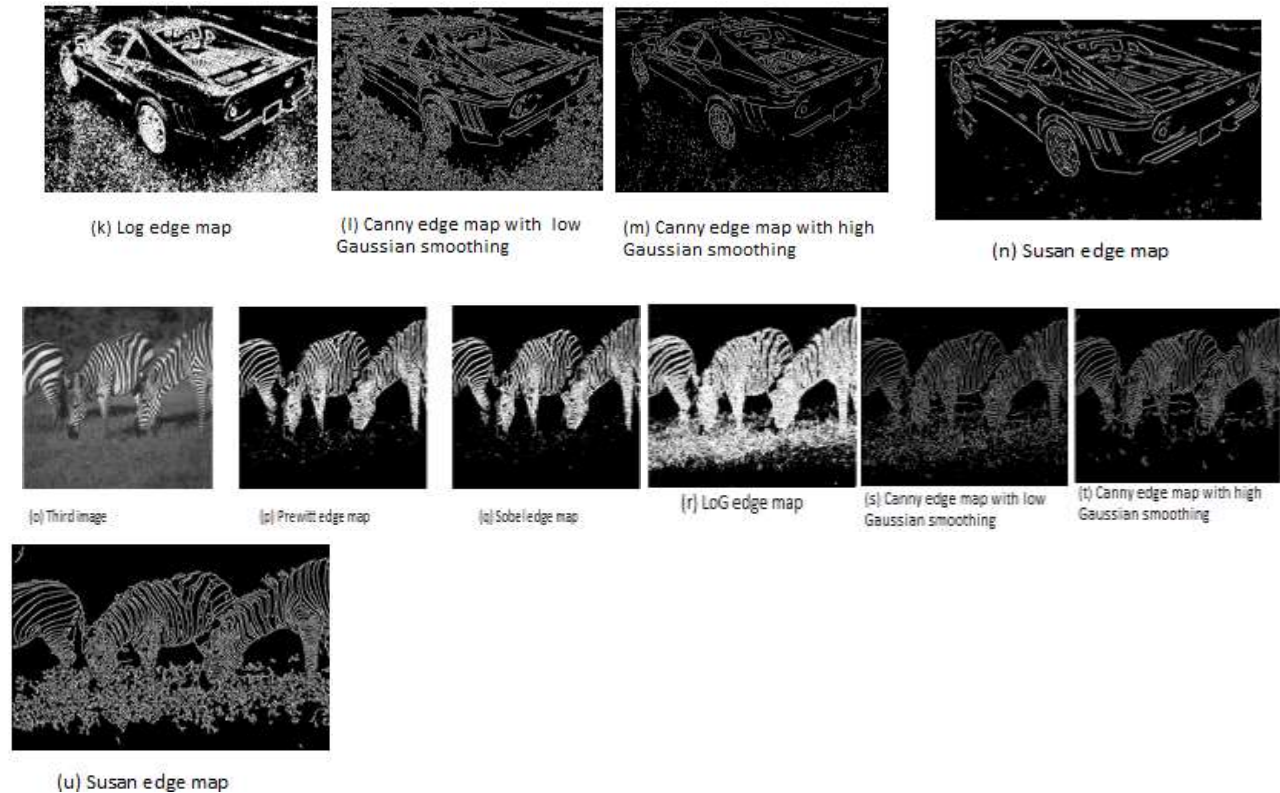 (k) Log edge map
(l) Canny edge map with low
Gaussian smoothing
(m) Canny edge map with high
Gaussian smoothing
(n) Susan edge map
(o) Third image
(p) Prewitt edge map
(q) Sobel edge map
(r) LoG edge map
(s) Canny edge map with low
Gaussian smoothing
(t) Canny edge map with high
Gaussian smoothing
(u) Susan edge map